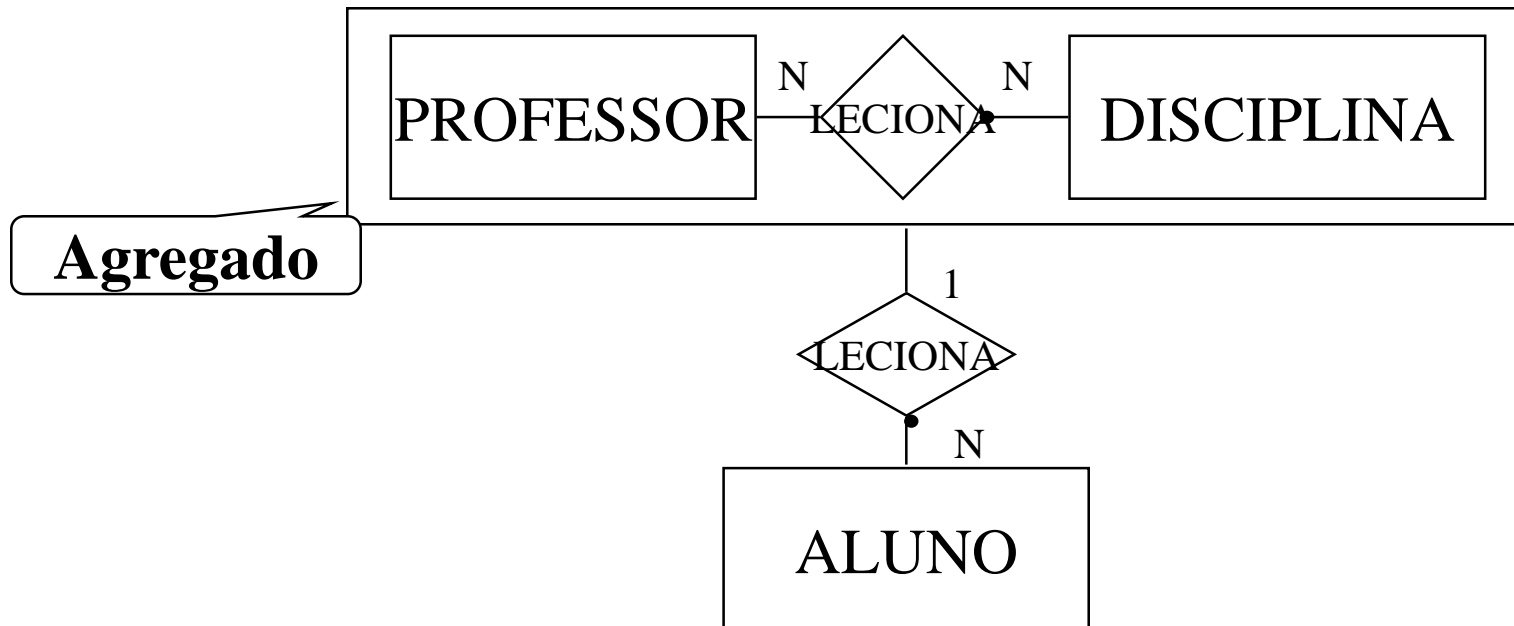 N N
PROFESSOR LECIONA DISCIPLINA
Agregado
1
LECIONA
N
ALUNO